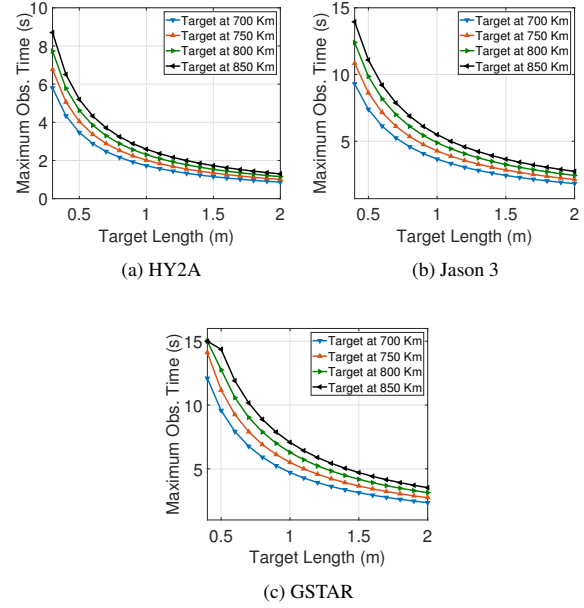 10
8
6
4
2
0
Maximum Obs. Time (s)
Target at 700 Km
Target at 750 Km
Target at 800 Km
Target at 850 Km
0.5 1 1.5 2
Target Length (m)
(a) HY2A
15
10
5
Maximum Obs. Time (s)
Target at 700 Km
Target at 750 Km
Target at 800 Km
Target at 850 Km
0.5 1 1.5 2
Target Length (m)
(b) Jason 3
15
10
5
Maximum Obs. Time (s)
Target at 700 Km
Target at 750 Km
Target at 800 Km
Target at 850 Km
0.5 1 1.5 2
Target Length (m)
(c) GSTAR